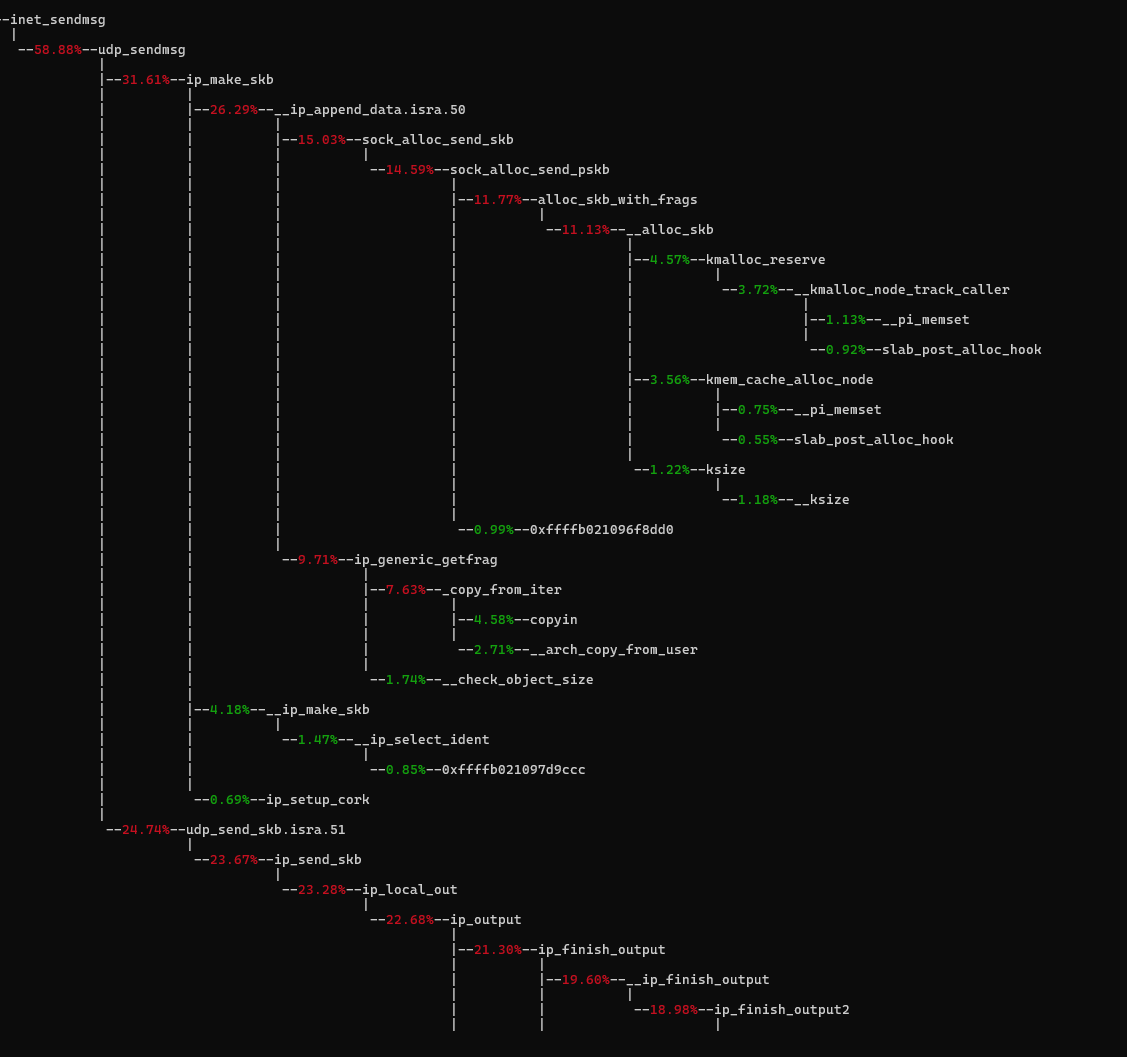 --inet_sendmsg
|
--58.88%--udp_sendmsg
|
|--31.61%--ip_make_skb
| |
| |--26.29%--__ip_append_data.isra.50
| | |
| | |--15.03%--sock_alloc_send_skb
| | | |
| | | --14.59%--sock_alloc_send_pskb
| | | |
| | | |--11.77%--alloc_skb_with_frags
| | | | |
| | | | --11.13%--__alloc_skb
| | | | |
| | | | |--4.57%--kmalloc_reserve
| | | | | |
| | | | | --3.72%--__kmalloc_node_track_caller
| | | | | |
| | | | | |--1.13%--__pi_memset
| | | | | |
| | | | | --0.92%--slab_post_alloc_hook
| | | | |
| | | | |--3.56%--kmem_cache_alloc_node
| | | | | |
| | | | | |--0.75%--__pi_memset
| | | | | |
| | | | | --0.55%--slab_post_alloc_hook
| | | | |
| | | | --1.22%--ksize
| | | | |
| | | | --1.18%--__ksize
| | | |
| | | --0.99%--0xffffb021096f8dd0
| | |
| | --9.71%--ip_generic_getfrag
| | |
| | |--7.63%--_copy_from_iter
| | | |
| | | |--4.58%--copyin
| | | |
| | | --2.71%--__arch_copy_from_user
| | |
| | --1.74%--__check_object_size
| |
| |--4.18%--__ip_make_skb
| | |
| | --1.47%--__ip_select_ident
| | |
| | --0.85%--0xffffb021097d9ccc
| |
| --0.69%--ip_setup_cork
|
--24.74%--udp_send_skb.isra.51
|
--23.67%--ip_send_skb
|
--23.28%--ip_local_out
|
--22.68%--ip_output
|
|--21.30%--ip_finish_output
| |
| |--19.60%--__ip_finish_output
| | |
| | --18.98%--ip_finish_output2
| | |